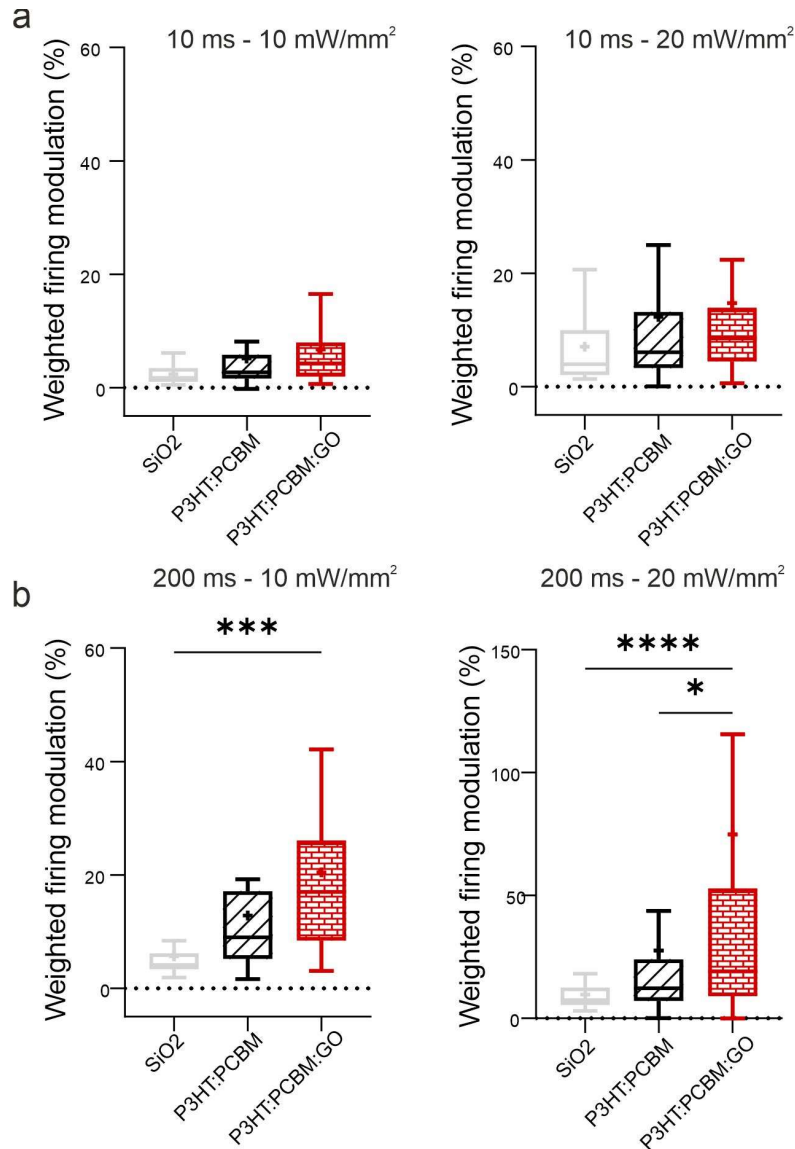 a
10 ms - 10 mW/mm²
Weighted firing modulation (%)
60
40
20
0
SiO2
P3HT:PCBM
P3HT:PCBM:GO
10 ms - 20 mW/mm²
Weighted firing modulation (%)
60
40
20
0
SiO2
P3HT:PCBM
P3HT:PCBM:GO
b
200 ms - 10 mW/mm²
Weighted firing modulation (%)
60
40
20
0
***
SiO2
P3HT:PCBM
P3HT:PCBM:GO
200 ms - 20 mW/mm²
Weighted firing modulation (%)
150
100
50
0
****
*
SiO2
P3HT:PCBM
P3HT:PCBM:GO